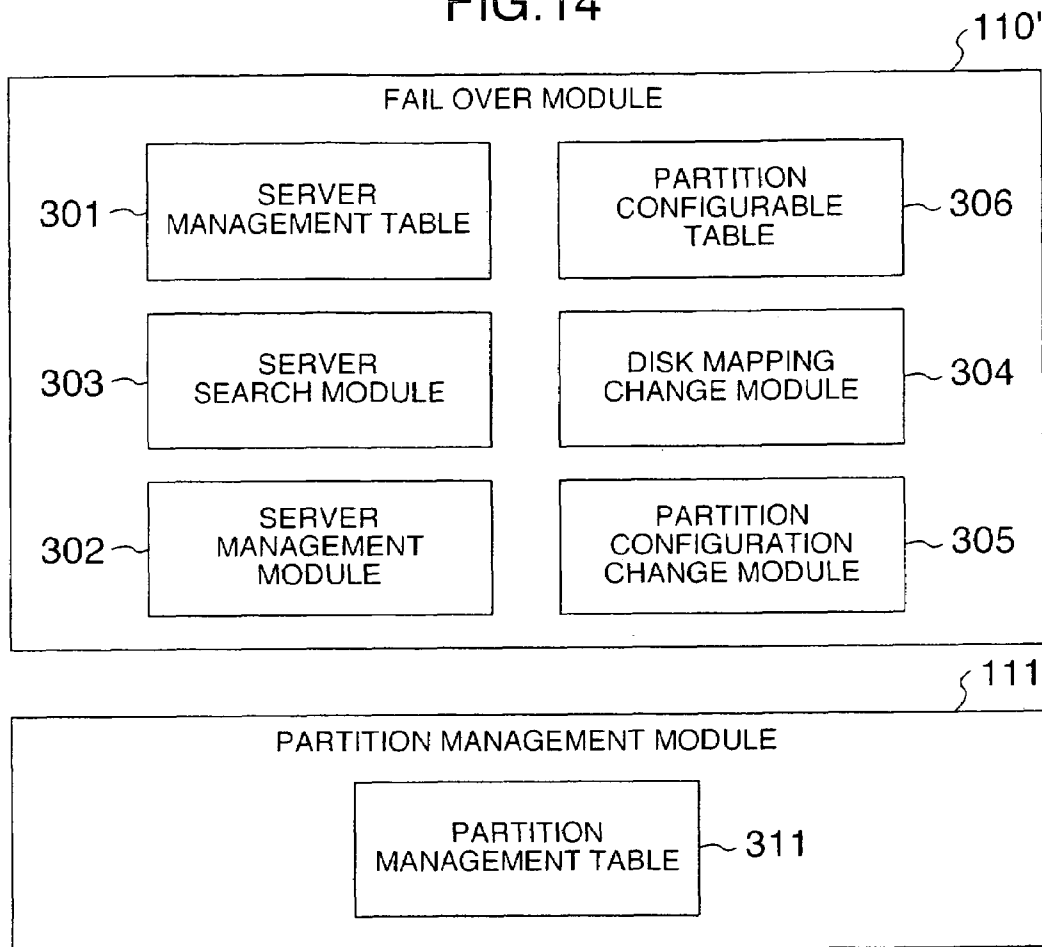 FIG.14
110'
FAIL OVER MODULE
301
SERVER
MANAGEMENT TABLE
PARTITION
CONFIGURABLE
TABLE
306
303
SERVER
SEARCH MODULE
DISK MAPPING
CHANGE MODULE
304
302
SERVER
MANAGEMENT
MODULE
PARTITION
CONFIGURATION
CHANGE MODULE
305
111
PARTITION MANAGEMENT MODULE
PARTITION
MANAGEMENT TABLE
311